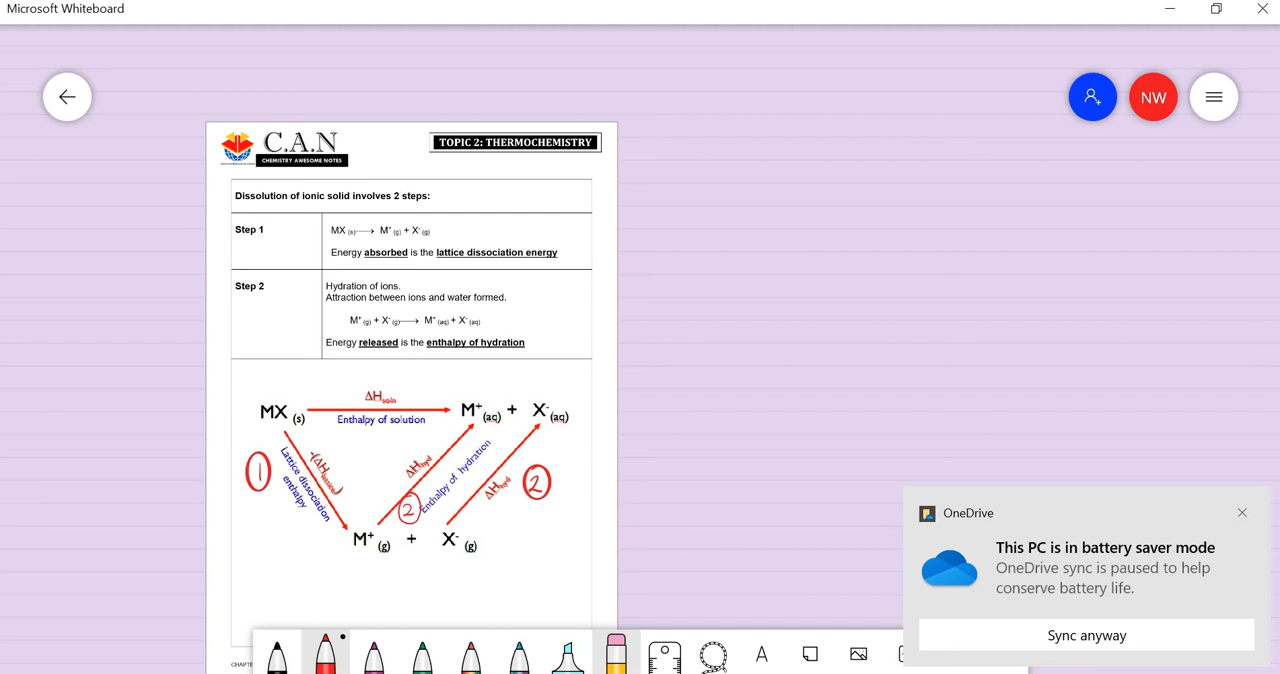 Microsoft Whiteboard
NW
C.A.N
CHEMISTRY AWESOME NOTES
TOPIC 2: THERMOCHEMISTRY
Dissolution of ionic solid involves 2 steps:
Step 1
MX (s) ⟶ M⁺ (g) + X⁻ (g)
Energy absorbed is the lattice dissociation energy
Step 2
Hydration of ions.
Attraction between ions and water formed.
M⁺ (g) + X⁻ (g) ⟶ M⁺ (aq) + X⁻ (aq)
Energy released is the enthalpy of hydration
ΔHsoln
MX (s)
M⁺ (aq) + X⁻ (aq)
Enthalpy of solution
1
Lattice dissociation
enthalpy
-(ΔHlattice)
ΔHhyd
2
Enthalpy of hydration
ΔHhyd
2
M⁺ (g) + X⁻ (g)
CHAPTE
A
OneDrive
This PC is in battery saver mode
OneDrive sync is paused to help
conserve battery life.
Sync anyway